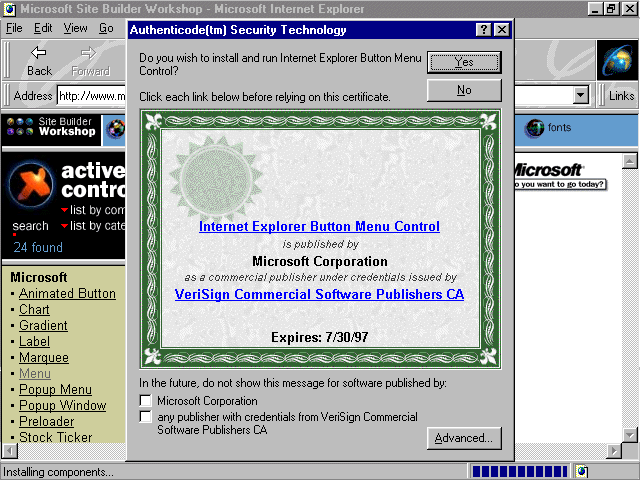 Microsoft Site Builder Workshop - Microsoft Internet Explorer
File Edit View Go
Back
Forward
Address http://www.m
Links
Site Builder
Workshop
fonts
active
contro
list by com
list by cate
search
24 found
Microsoft
Animated Button
Chart
Gradient
Label
Marquee
Menu
Popup Menu
Popup Window
Preloader
Stock Ticker
Microsoft
o you want to go today?
Authenticode(tm) Security Technology
Do you wish to install and run Internet Explorer Button Menu
Control?
Yes
No
Click each link below before relying on this certificate.
Internet Explorer Button Menu Control
is published by
Microsoft Corporation
as a commercial publisher under credentials issued by
VeriSign Commercial Software Publishers CA
Expires: 7/30/97
In the future, do not show this message for software published by:
Microsoft Corporation
any publisher with credentials from VeriSign Commercial
Software Publishers CA
Advanced...
Installing components...